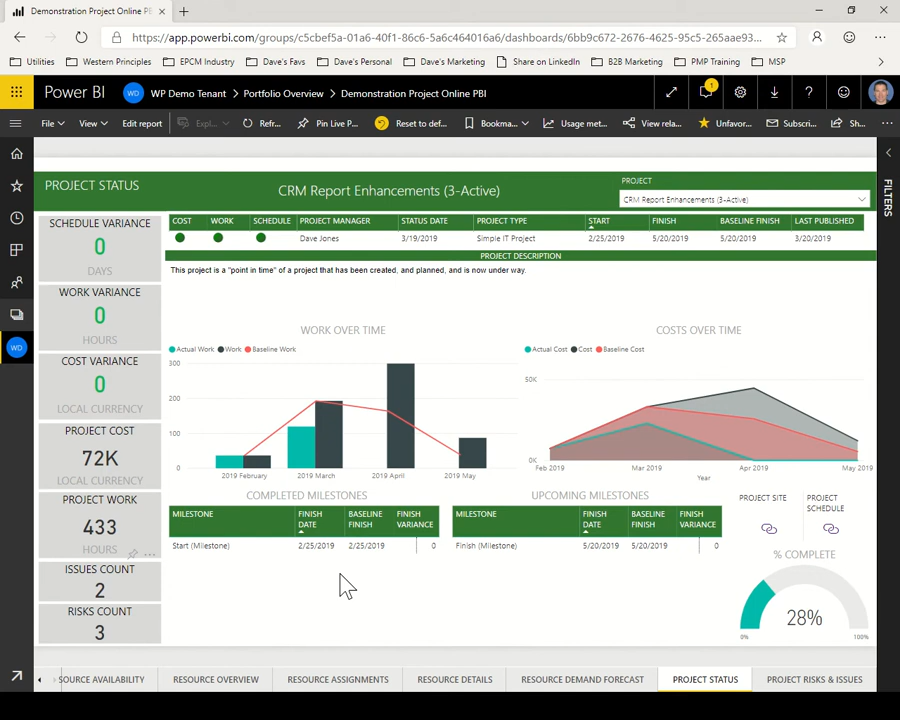 Demonstration Project Online PBI
https://app.powerbi.com/groups/c5cbef5a-01a6-40f1-86c6-5a6c464016a6/dashboards/6bb9c672-2676-4625-95c5-265aae93...
Utilities Western Principles EPCM Industry Dave's Favs Dave's Personal Dave's Marketing Share on LinkedIn B2B Marketing PMP Training MSP
Power BI WD WP Demo Tenant > Portfolio Overview > Demonstration Project Online PBI 1
File View Edit report Expl... Refr... Pin Live P... Reset to def... Bookma... Usage met... View rela... Unfavor... Subscri... Sh...
FILTERS
WD
PROJECT STATUS
CRM Report Enhancements (3-Active)
PROJECT
CRM Report Enhancements (3-Active)
COST WORK SCHEDULE PROJECT MANAGER STATUS DATE PROJECT TYPE START FINISH BASELINE FINISH LAST PUBLISHED
Dave Jones 3/19/2019 Simple IT Project 2/25/2019 5/20/2019 5/20/2019 3/20/2019
PROJECT DESCRIPTION
This project is a "point in time" of a project that has been created, and planned, and is now under way.
SCHEDULE VARIANCE
0
DAYS
WORK VARIANCE
0
HOURS
COST VARIANCE
0
LOCAL CURRENCY
PROJECT COST
72K
LOCAL CURRENCY
PROJECT WORK
433
HOURS
ISSUES COUNT
2
RISKS COUNT
3
WORK OVER TIME
Actual Work Work Baseline Work
300
200
100
0
2019 February 2019 March 2019 April 2019 May
COSTS OVER TIME
Actual Cost Cost Baseline Cost
50K
0K
Feb 2019 Mar 2019 Apr 2019 May 2019
Year
COMPLETED MILESTONES
MILESTONE FINISH DATE BASELINE FINISH FINISH VARIANCE
Start (Milestone) 2/25/2019 2/25/2019 0
UPCOMING MILESTONES
MILESTONE FINISH DATE BASELINE FINISH FINISH VARIANCE
Finish (Milestone) 5/20/2019 5/20/2019 0
PROJECT SITE
PROJECT SCHEDULE
% COMPLETE
28%
0% 100%
SOURCE AVAILABILITY RESOURCE OVERVIEW RESOURCE ASSIGNMENTS RESOURCE DETAILS RESOURCE DEMAND FORECAST PROJECT STATUS PROJECT RISKS & ISSUES